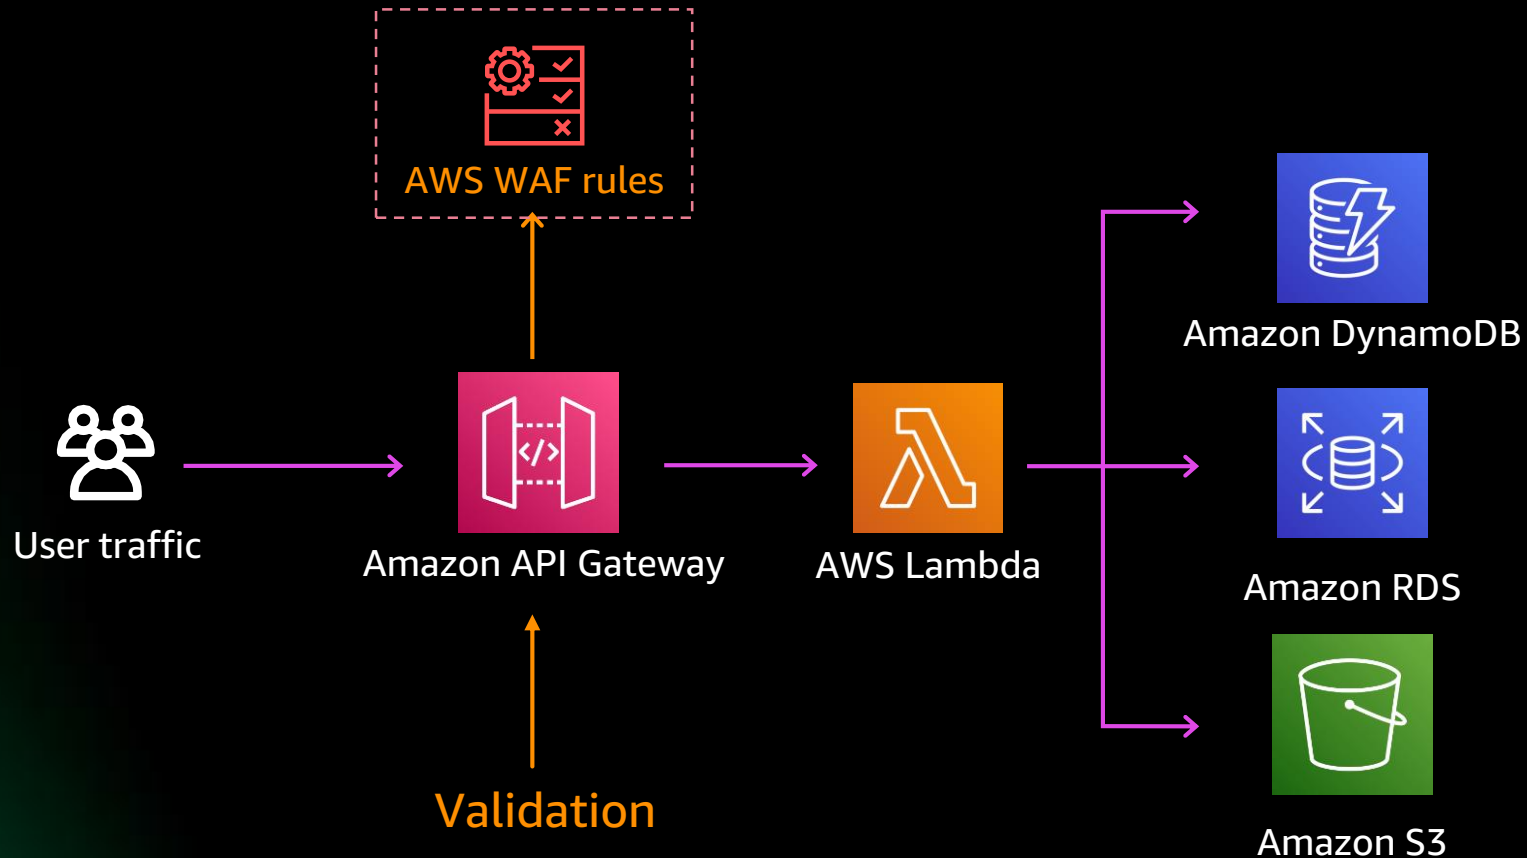 AWS WAF rules
Amazon DynamoDB
User traffic
</>
Amazon API Gateway
AWS Lambda
Amazon RDS
Validation
Amazon S3